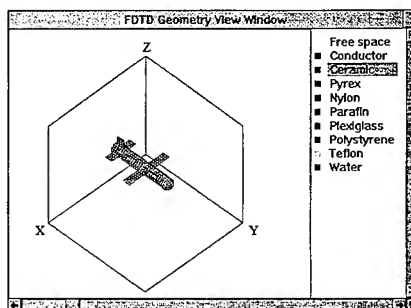 FDTD Geometry View Window
Z
X
Y
Free space
Conductor
Ceramic
Pyrex
Nylon
Parafin
Plexiglass
Polystyrene
Teflon
Water